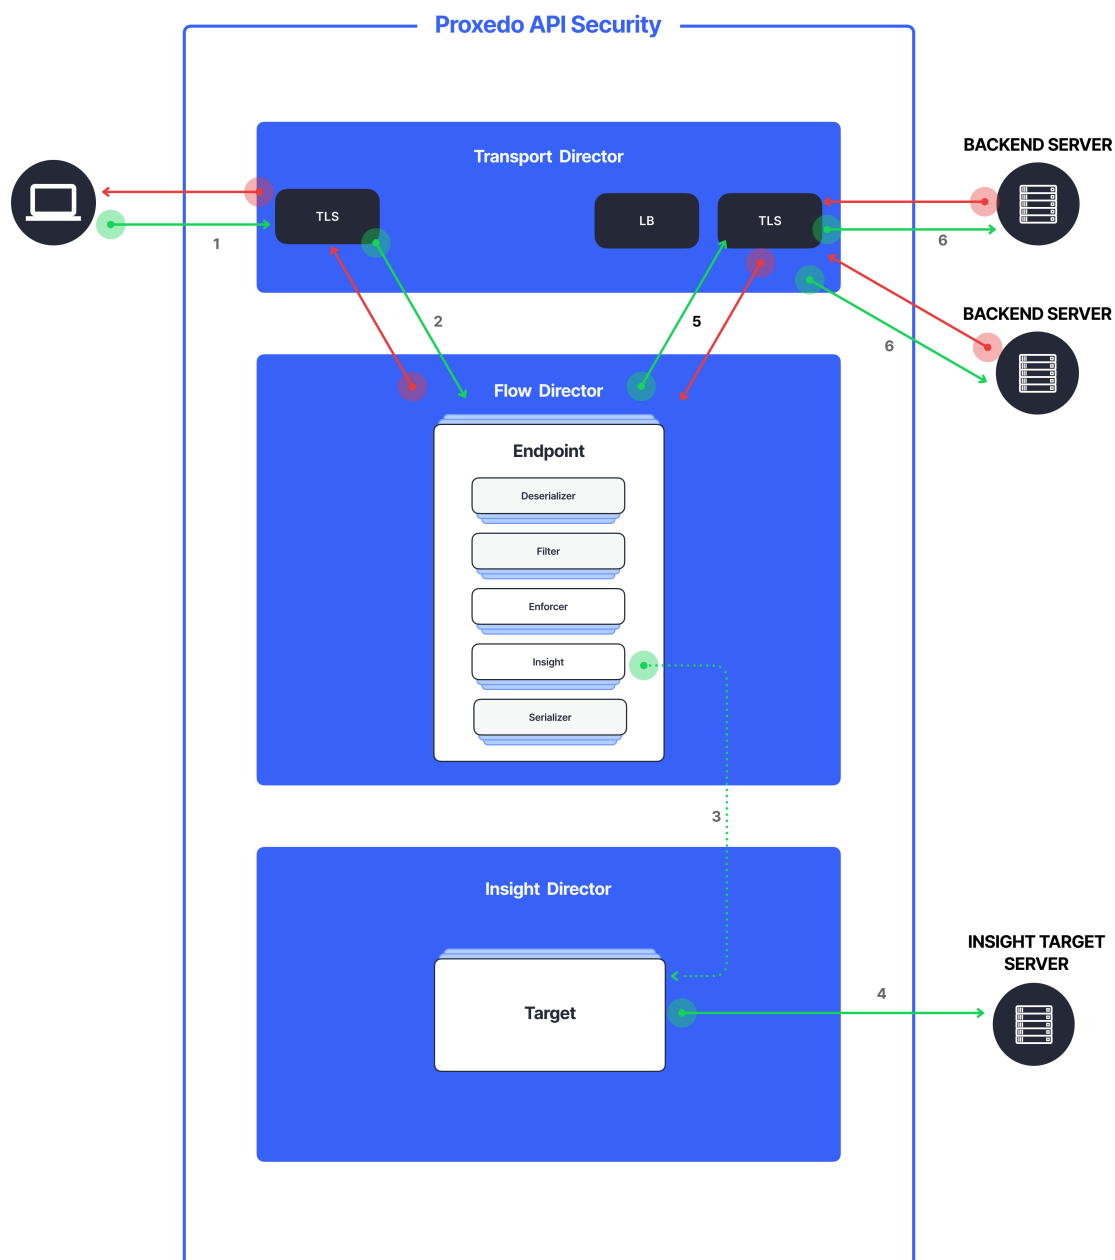 Proxedo API Security
Transport Director
BACKEND SERVER
TLS
LB
TLS
1
6
2
5
BACKEND SERVER
6
Flow Director
Endpoint
Deserializer
Filter
Enforcer
Insight
Serializer
3
Insight Director
INSIGHT TARGET
SERVER
4
Target